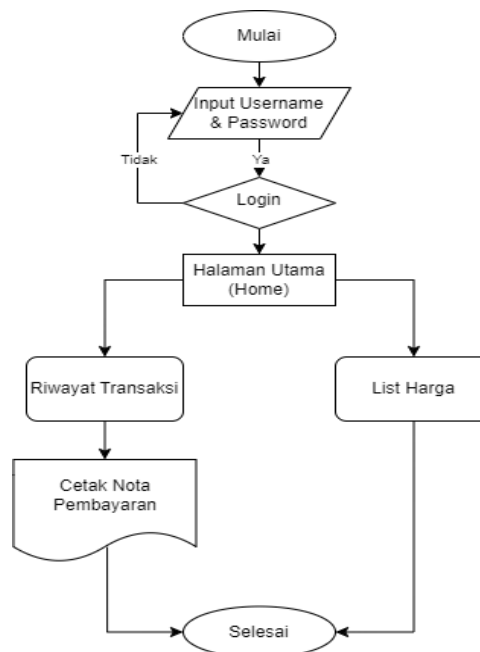 Mulai
Input Username
& Password
Tidak
Ya
Login
Halaman Utama
(Home)
Riwayat Transaksi
List Harga
Cetak Nota
Pembayaran
Selesai